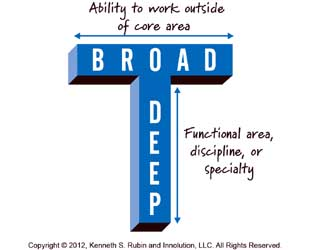 Ability to work outside
of core area
BROAD
DEEP
Functional area,
discipline, or
specialty
Copyright © 2012, Kenneth S. Rubin and Innolution, LLC. All Rights Reserved.